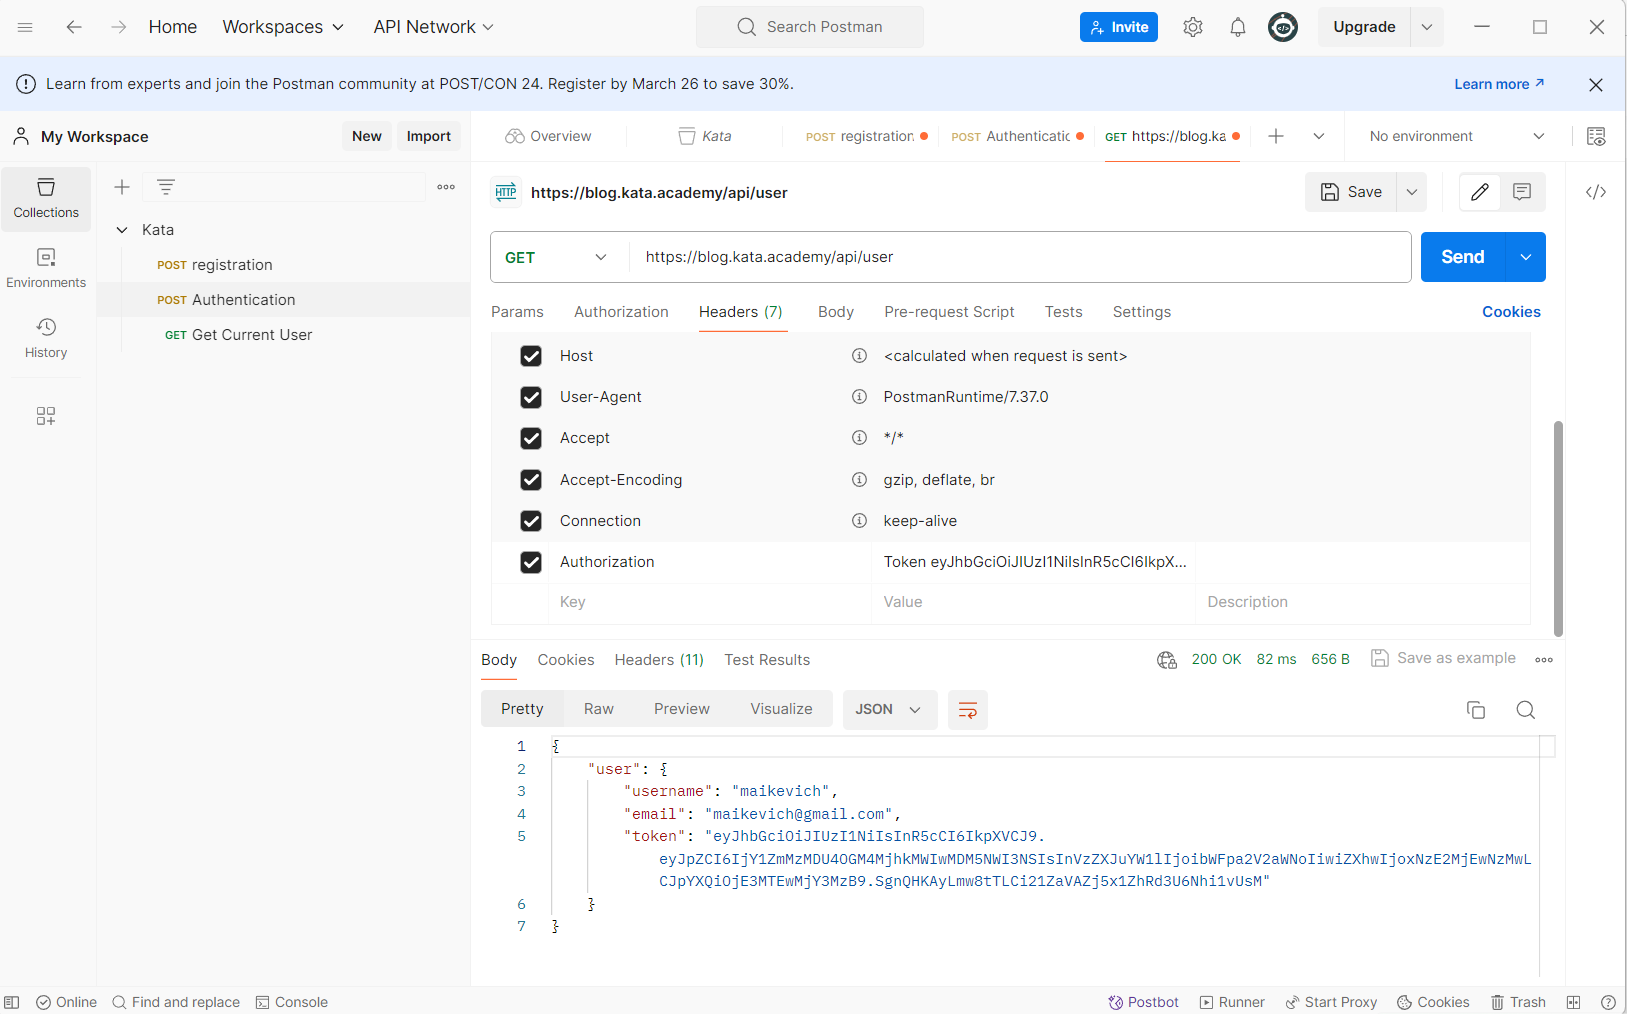 Home Workspaces API Network Search Postman Invite Upgrade
Learn from experts and join the Postman community at POST/CON 24. Register by March 26 to save 30%. Learn more ↗
My Workspace New Import Overview Kata POST registration POST Authentic GET https://blog.ka No environment
https://blog.kata.academy/api/user Save
Collections
Kata
POST registration
POST Authentication
GET Get Current User
Environments
History
GET https://blog.kata.academy/api/user Send
Params Authorization Headers (7) Body Pre-request Script Tests Settings Cookies
Host <calculated when request is sent>
User-Agent PostmanRuntime/7.37.0
Accept */*
Accept-Encoding gzip, deflate, br
Connection keep-alive
Authorization Token eyJhbGciOiJIUzI1NiIsInR5cCI6IkpX...
Key Value Description
Body Cookies Headers (11) Test Results 200 OK 82 ms 656 B Save as example
Pretty Raw Preview Visualize JSON
1 {
2 "user": {
3 "username": "maikevich",
4 "email": "maikevich@gmail.com",
5 "token": "eyJhbGciOiJIUzI1NiIsInR5cCI6IkpXVCJ9.
eyJpZCI6IjY1ZmMzMDU4OGM4MjhkMWIwMDM5NWI3NSIsInVzZXJuYW1lIjoibWFpa2V2aWNoIiwiZXhwIjoxNzE2MjEwNzMwL
CJpYXQiOjE3MTEwMjY3MzB9.SgnQHKAyLmw8tTLCi21ZaVAZj5x1ZhRd3U6Nhi1vUsM"
6 }
7 }
Online Find and replace Console Postbot Runner Start Proxy Cookies Trash